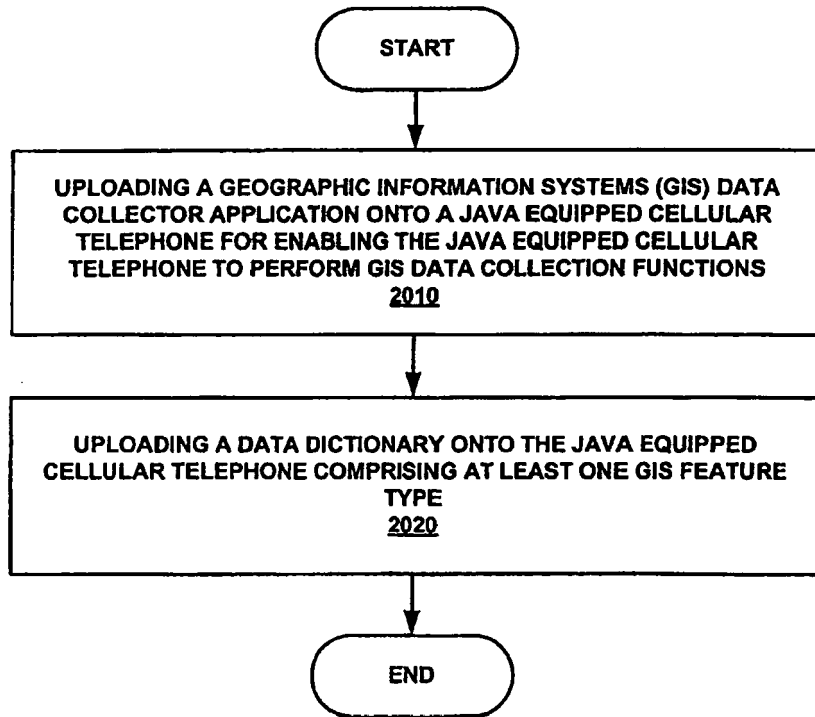 START
UPLOADING A GEOGRAPHIC INFORMATION SYSTEMS (GIS) DATA
COLLECTOR APPLICATION ONTO A JAVA EQUIPPED CELLULAR
TELEPHONE FOR ENABLING THE JAVA EQUIPPED CELLULAR
TELEPHONE TO PERFORM GIS DATA COLLECTION FUNCTIONS
2010
UPLOADING A DATA DICTIONARY ONTO THE JAVA EQUIPPED
CELLULAR TELEPHONE COMPRISING AT LEAST ONE GIS FEATURE
TYPE
2020
END